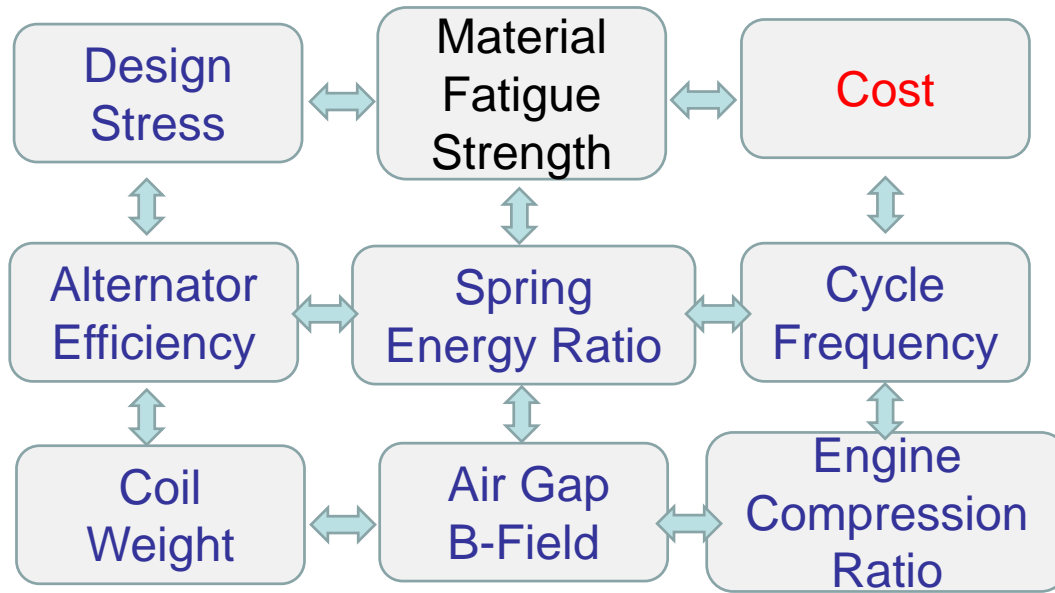 Design
Stress
Material
Fatigue
Strength
Cost
Alternator
Efficiency
Spring
Energy Ratio
Cycle
Frequency
Coil
Weight
Air Gap
B-Field
Engine
Compression
Ratio